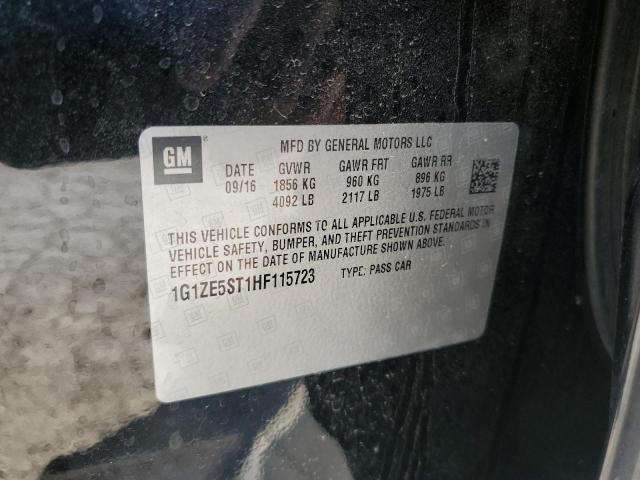 GM
MFD BY GENERAL MOTORS LLC
DATE GVWR GAWR FRT GAWR RR
09/16 1856 KG 960 KG 896 KG
4092 LB 2117 LB 1975 LB
THIS VEHICLE CONFORMS TO ALL APPLICABLE U.S. FEDERAL MOTOR
VEHICLE SAFETY, BUMPER, AND THEFT PREVENTION STANDARDS IN
EFFECT ON THE DATE OF MANUFACTURE SHOWN ABOVE.
1G1ZE5ST1HF115723 TYPE: PASS CAR